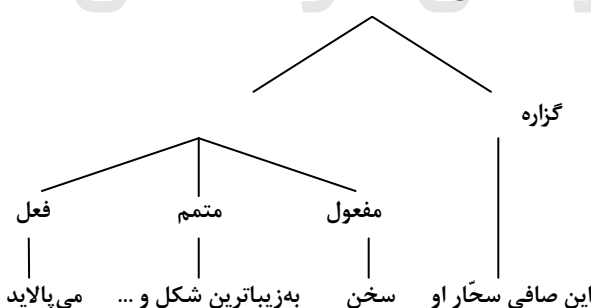 گزاره
مفعول متمم فعل
این صافی سحّار او سخن به‌زیباترین شکل و ... می‌پالاید